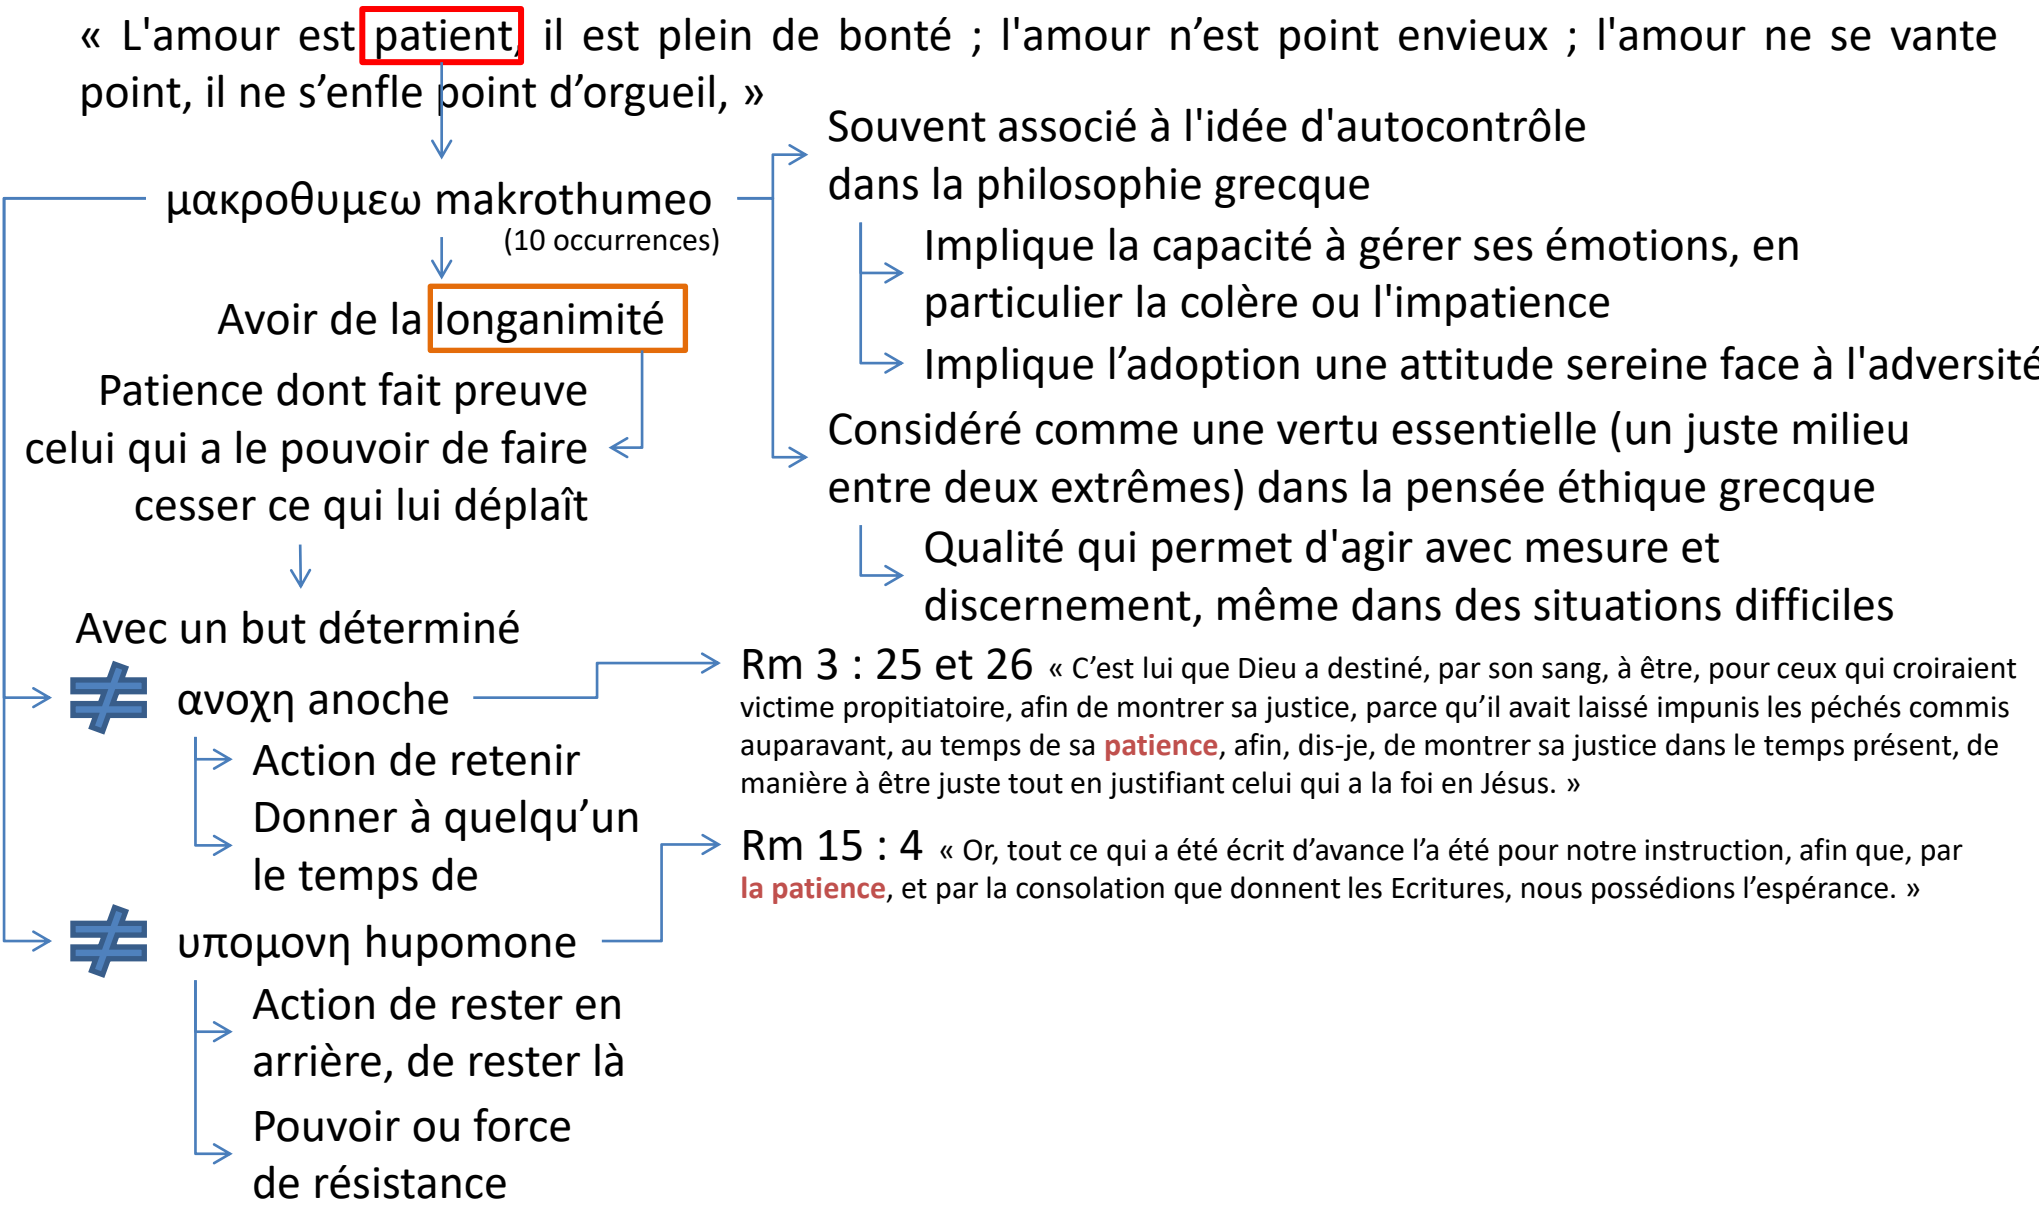 « L'amour est patient, il est plein de bonté ; l'amour n’est point envieux ; l'amour ne se vante
point, il ne s’enfle point d’orgueil, »
μακροθυμεω makrothumeo
(10 occurrences)
Avoir de la longanimité
Patience dont fait preuve
celui qui a le pouvoir de faire
cesser ce qui lui déplaît
Avec un but déterminé
Souvent associé à l'idée d'autocontrôle
dans la philosophie grecque
Implique la capacité à gérer ses émotions, en
particulier la colère ou l'impatience
Implique l’adoption une attitude sereine face à l'adversité
Considéré comme une vertu essentielle (un juste milieu
entre deux extrêmes) dans la pensée éthique grecque
Qualité qui permet d'agir avec mesure et
discernement, même dans des situations difficiles
≠ ανοχη anoche
Action de retenir
Donner à quelqu’un
le temps de
Rm 3 : 25 et 26 « C’est lui que Dieu a destiné, par son sang, à être, pour ceux qui croiraient
victime propitiatoire, afin de montrer sa justice, parce qu’il avait laissé impunis les péchés commis
auparavant, au temps de sa patience, afin, dis-je, de montrer sa justice dans le temps présent, de
manière à être juste tout en justifiant celui qui a la foi en Jésus. »
≠ υπομονη hupomone
Action de rester en
arrière, de rester là
Pouvoir ou force
de résistance
Rm 15 : 4 « Or, tout ce qui a été écrit d’avance l’a été pour notre instruction, afin que, par
la patience, et par la consolation que donnent les Ecritures, nous possédions l’espérance. »